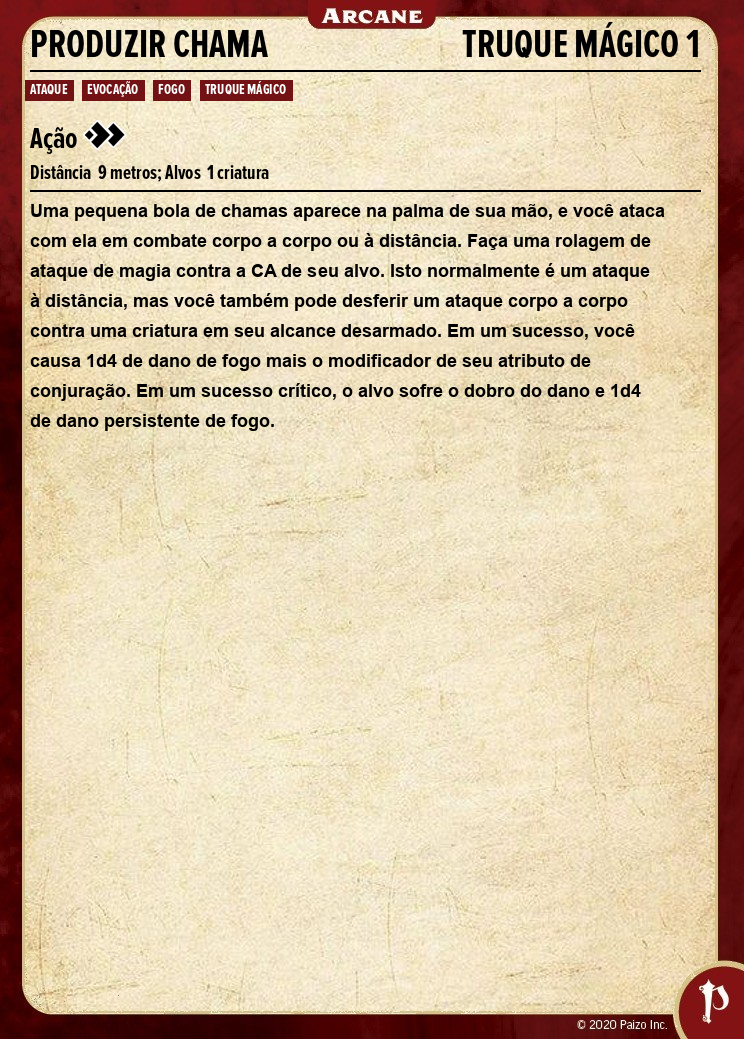 ARCANE
PRODUZIR CHAMA TRUQUE MÁGICO 1
ATAQUE EVOCAÇÃO FOGO TRUQUE MÁGICO
Ação
Distância 9 metros; Alvos 1 criatura
Uma pequena bola de chamas aparece na palma de sua mão, e você ataca
com ela em combate corpo a corpo ou à distância. Faça uma rolagem de
ataque de magia contra a CA de seu alvo. Isto normalmente é um ataque
à distância, mas você também pode desferir um ataque corpo a corpo
contra uma criatura em seu alcance desarmado. Em um sucesso, você
causa 1d4 de dano de fogo mais o modificador de seu atributo de
conjuração. Em um sucesso crítico, o alvo sofre o dobro do dano e 1d4
de dano persistente de fogo.
© 2020 Paizo Inc.
P